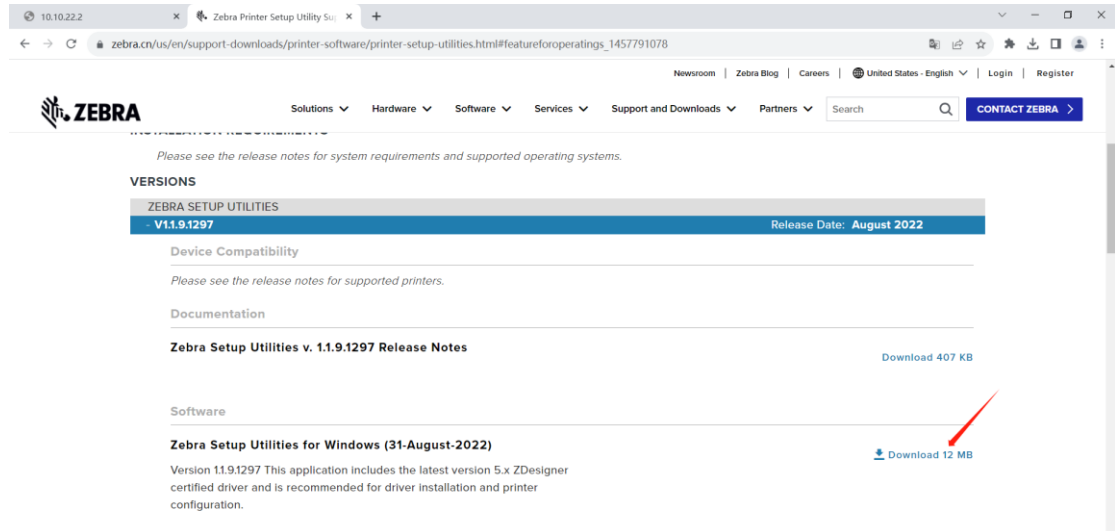 10.10.22.2
Zebra Printer Setup Utility Su
zebra.cn/us/en/support-downloads/printer-software/printer-setup-utilities.html#featureforoperatings_1457791078
Newsroom | Zebra Blog | Careers | United States - English | Login | Register
ZEBRA
Solutions Hardware Software Services Support and Downloads Partners Search CONTACT ZEBRA
INSTALLATION REQUIREMENTS
Please see the release notes for system requirements and supported operating systems.
VERSIONS
ZEBRA SETUP UTILITIES
- V1.1.9.1297 Release Date: August 2022
Device Compatibility
Please see the release notes for supported printers.
Documentation
Zebra Setup Utilities v. 1.1.9.1297 Release Notes
Download 407 KB
Software
Zebra Setup Utilities for Windows (31-August-2022)
Download 12 MB
Version 1.1.9.1297 This application includes the latest version 5.x ZDesigner
certified driver and is recommended for driver installation and printer
configuration.